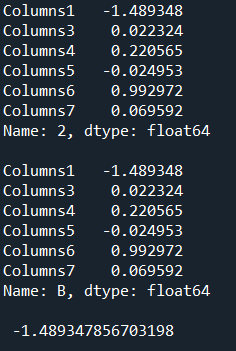 Columns1   -1.489348
Columns3    0.022324
Columns4    0.220565
Columns5   -0.024953
Columns6    0.992972
Columns7    0.069592
Name: 2, dtype: float64
Columns1   -1.489348
Columns3    0.022324
Columns4    0.220565
Columns5   -0.024953
Columns6    0.992972
Columns7    0.069592
Name: B, dtype: float64
-1.489347856703198